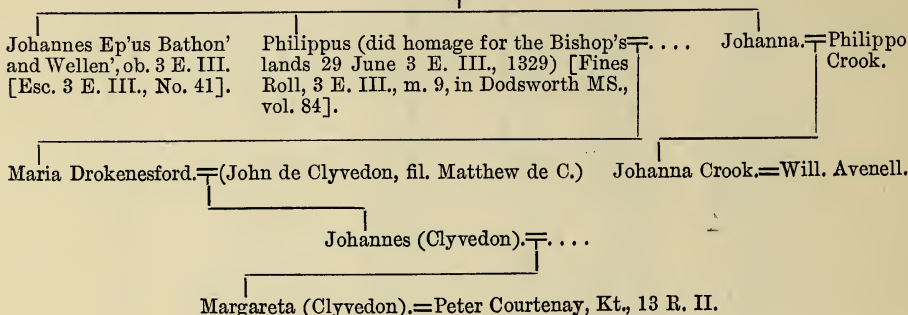 Johannes Ep'us Bathon'
and Wellen', ob. 3 E. III.
[Esc. 3 E. III., No. 41].
Philippus (did homage for the Bishop's=....
lands 29 June 3 E. III., 1329) [Fines
Roll, 3 E. III., m. 9, in Dodsworth MS.,
vol. 84].
Johanna.=Philippo
Crook.
Maria Drokenesford.=(John de Clyvedon, fil. Matthew de C.)
Johanna Crook.=Will. Avenell.
Johannes (Clyvedon).=....
Margareta (Clyvedon).=Peter Courtenay, Kt., 13 R. II.